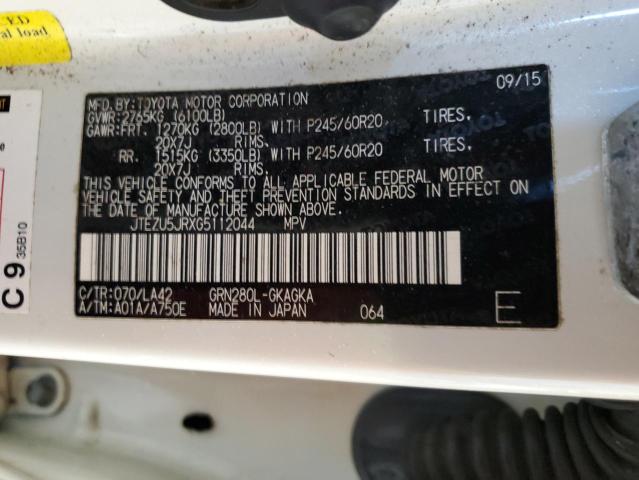 CED
al load
MFD. BY:TOYOTA MOTOR CORPORATION 09/15
GVWR:2765KG (6100LB)
GAWR:FRT. 1270KG (2800LB) WITH P245/60R20 TIRES.
20X7J RIMS.
RR. 1515KG (3350LB) WITH P245/60R20 TIRES.
20X7J RIMS.
THIS VEHICLE CONFORMS TO ALL APPLICABLE FEDERAL MOTOR
VEHICLE SAFETY AND THEFT PREVENTION STANDARDS IN EFFECT ON
THE DATE OF MANUFACTURE SHOWN ABOVE.
JTEZU5JRXG5112044 MPV
C/TR:070/LA42 GRN280L-GKAGKA
A/TM:A01A/A750E MADE IN JAPAN 064 E
C 9 35B10